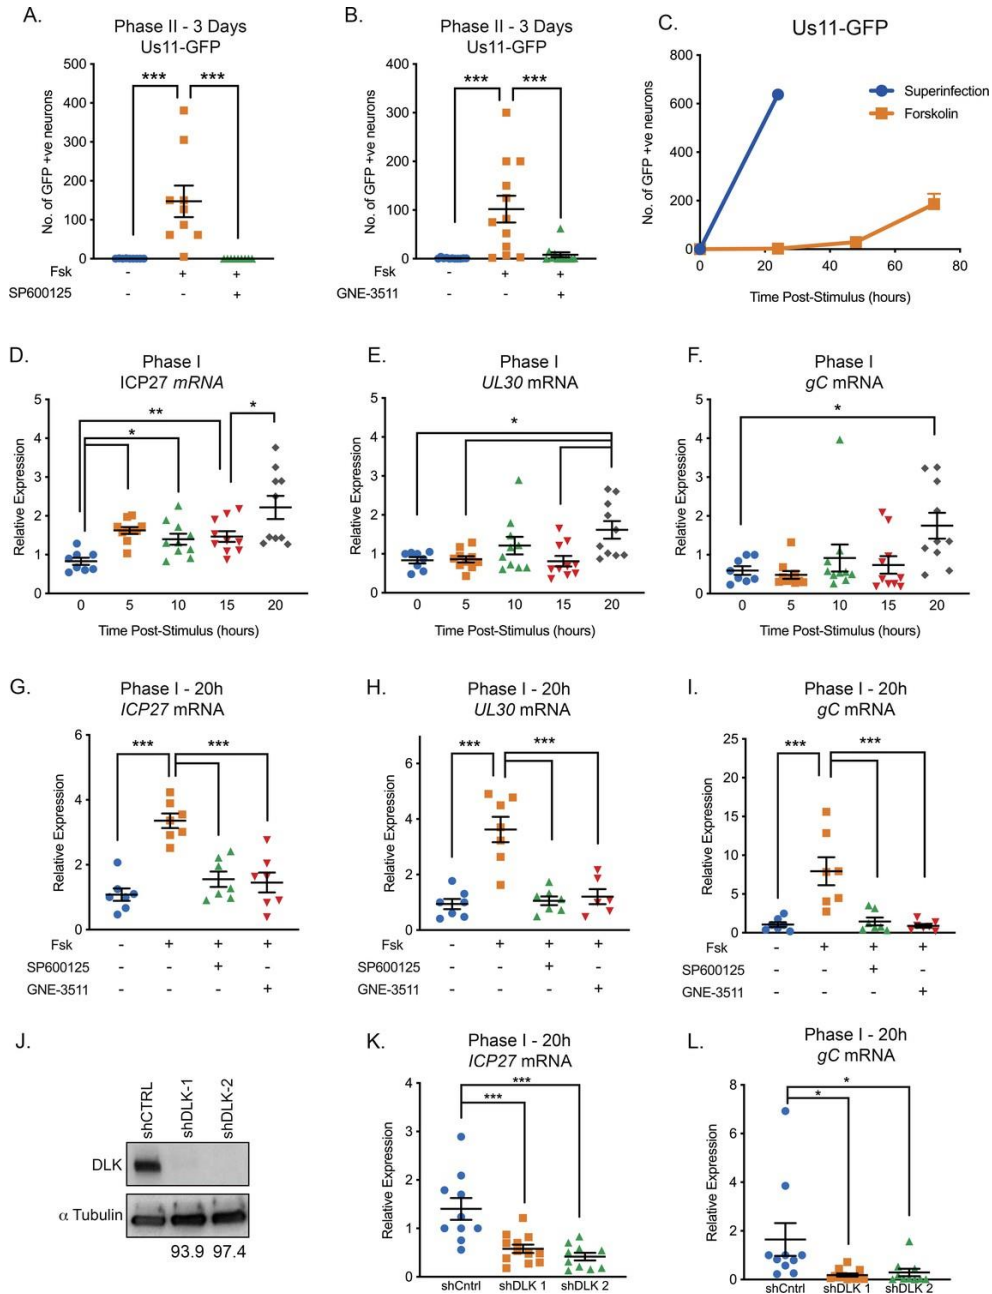 A.
Phase II - 3 Days
Us11-GFP
No. of GFP +ve neurons
500
400
300
200
100
0
*** ***
Fsk - + +
SP600125 - - +
B.
Phase II - 3 Days
Us11-GFP
No. of GFP +ve neurons
400
300
200
100
0
*** ***
Fsk - + +
GNE-3511 - - +
C.
Us11-GFP
No. of GFP +ve neurons
800
600
400
200
0
0 20 40 60 80
Time Post-Stimulus (hours)
Superinfection
Forskolin
D.
Phase I
ICP27 mRNA
Relative Expression
5
4
3
2
1
0
** *
*
0 5 10 15 20
Time Post-Stimulus (hours)
E.
Phase I
UL30 mRNA
Relative Expression
5
4
3
2
1
0
*
0 5 10 15 20
Time Post-Stimulus (hours)
F.
Phase I
gC mRNA
Relative Expression
5
4
3
2
1
0
*
0 5 10 15 20
Time Post-Stimulus (hours)
G.
Phase I - 20h
ICP27 mRNA
Relative Expression
6
4
2
0
*** ***
Fsk - + + +
SP600125 - - + -
GNE-3511 - - - +
H.
Phase I - 20h
UL30 mRNA
Relative Expression
6
4
2
0
*** ***
Fsk - + + +
SP600125 - - + -
GNE-3511 - - - +
I.
Phase I - 20h
gC mRNA
Relative Expression
25
20
15
10
5
0
*** ***
Fsk - + + +
SP600125 - - + -
GNE-3511 - - - +
J.
shCTRL
shDLK-1
shDLK-2
DLK
α Tubulin
93.9 97.4
K.
Phase I - 20h
ICP27 mRNA
Relative Expression
4
3
2
1
0
***
***
shCntrl shDLK 1 shDLK 2
L.
Phase I - 20h
gC mRNA
Relative Expression
8
6
4
2
0
*
*
shCntrl shDLK 1 shDLK 2